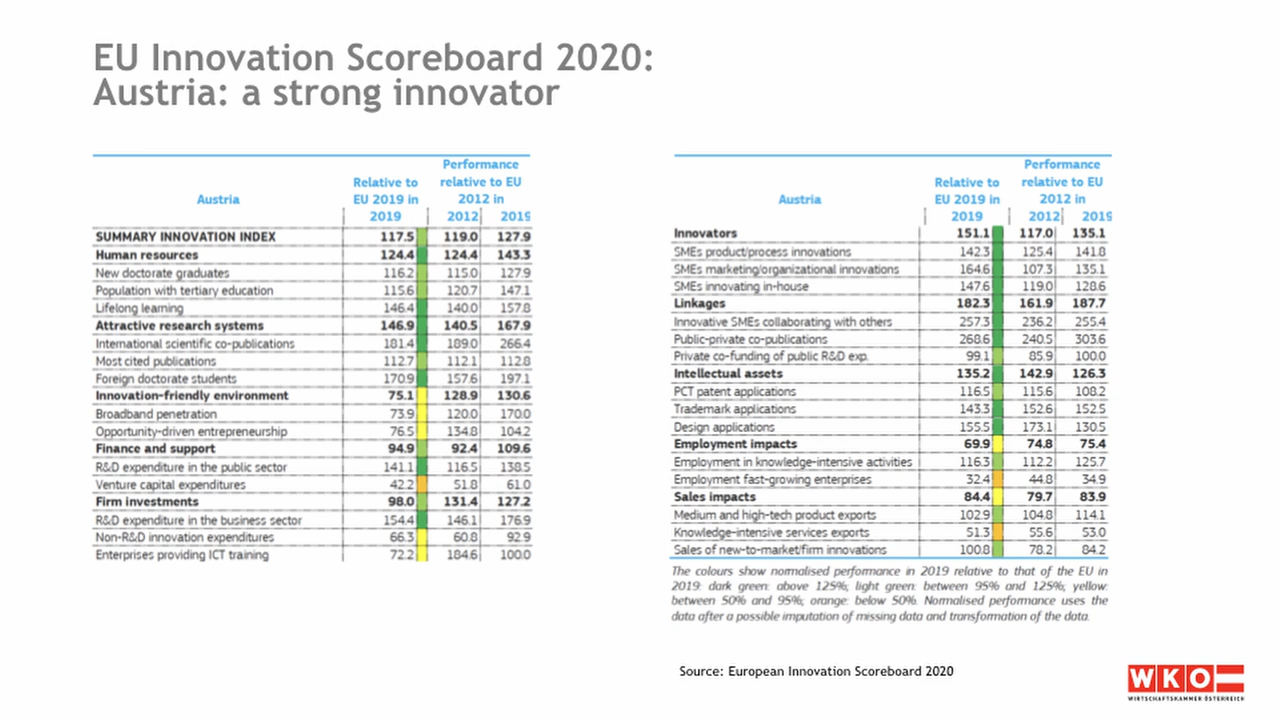 EU Innovation Scoreboard 2020:
Austria: a strong innovator
Austria
Relative to
EU 2019 in
2019
Performance
relative to EU
2012 in
2012 2019
SUMMARY INNOVATION INDEX 117.5 119.0 127.9
Human resources 124.4 124.4 143.3
New doctorate graduates 116.2 115.0 127.9
Population with tertiary education 115.6 120.7 147.1
Lifelong learning 146.4 140.0 157.8
Attractive research systems 146.9 140.5 167.9
International scientific co-publications 181.4 189.0 266.4
Most cited publications 112.7 112.1 112.8
Foreign doctorate students 170.9 157.6 197.1
Innovation-friendly environment 75.1 128.9 130.6
Broadband penetration 73.9 120.0 170.0
Opportunity-driven entrepreneurship 76.5 134.8 104.2
Finance and support 94.9 92.4 109.6
R&D expenditure in the public sector 141.1 116.5 138.5
Venture capital expenditures 42.2 51.8 61.0
Firm investments 98.0 131.4 127.2
R&D expenditure in the business sector 154.4 146.1 176.9
Non-R&D innovation expenditures 66.3 60.8 92.9
Enterprises providing ICT training 72.2 184.6 100.0
Austria
Relative to
EU 2019 in
2019
Performance
relative to EU
2012 in
2012 2019
Innovators 151.1 117.0 135.1
SMEs product/process innovations 142.3 125.4 141.8
SMEs marketing/organizational innovations 164.6 107.3 135.1
SMEs innovating in-house 147.6 119.0 128.6
Linkages 182.3 161.9 187.7
Innovative SMEs collaborating with others 257.3 236.2 255.4
Public-private co-publications 268.6 240.5 303.6
Private co-funding of public R&D exp. 99.1 85.9 100.0
Intellectual assets 135.2 142.9 126.3
PCT patent applications 116.5 115.6 108.2
Trademark applications 143.3 152.6 152.5
Design applications 155.5 173.1 130.5
Employment impacts 69.9 74.8 75.4
Employment in knowledge-intensive activities 116.3 112.2 125.7
Employment fast-growing enterprises 32.4 44.8 34.9
Sales impacts 84.4 79.7 83.9
Medium and high-tech product exports 102.9 104.8 114.1
Knowledge-intensive services exports 51.3 55.6 53.0
Sales of new-to-market/firm innovations 100.8 78.2 84.2
The colours show normalised performance in 2019 relative to that of the EU in
2019: dark green: above 125%; light green: between 95% and 125%; yellow:
between 50% and 95%; orange: below 50%. Normalised performance uses the
data after a possible imputation of missing data and transformation of the data.
Source: European Innovation Scoreboard 2020
WKO
WIRTSCHAFTSKAMMER ÖSTERREICH